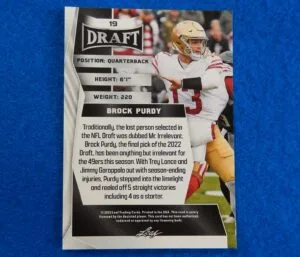 19
DRAFT
POSITION: QUARTERBACK
HEIGHT: 6'1"
WEIGHT: 220
BROCK PURDY
Traditionally, the last person selected
in the NFL Draft was dubbed Mr. Irrelevant.
Brock Purdy, the final pick of the 2022
Draft, has been anything but irrelevant for
the 49ers this season. With Trey Lance and
Jimmy Garoppolo out with season-ending
injuries, Purdy stepped into the limelight
and reeled off 5 straight victories
including 4 as a starter.
13
Leaf